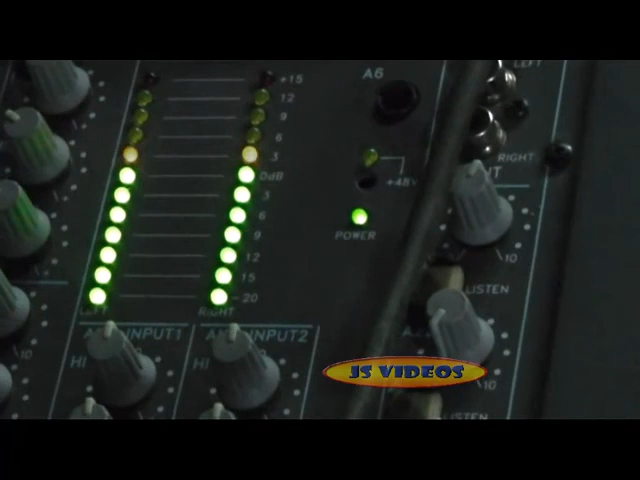 LEFT
+15
A6
12
9
6
3
RIGHT
0dB
+48V
3
6
POWER
9
12
\10
15
LISTEN
20
LEFT
RIGHT
INPUT1
INPUT2
HI
HI
JS VIDEOS
\10
10
LISTEN